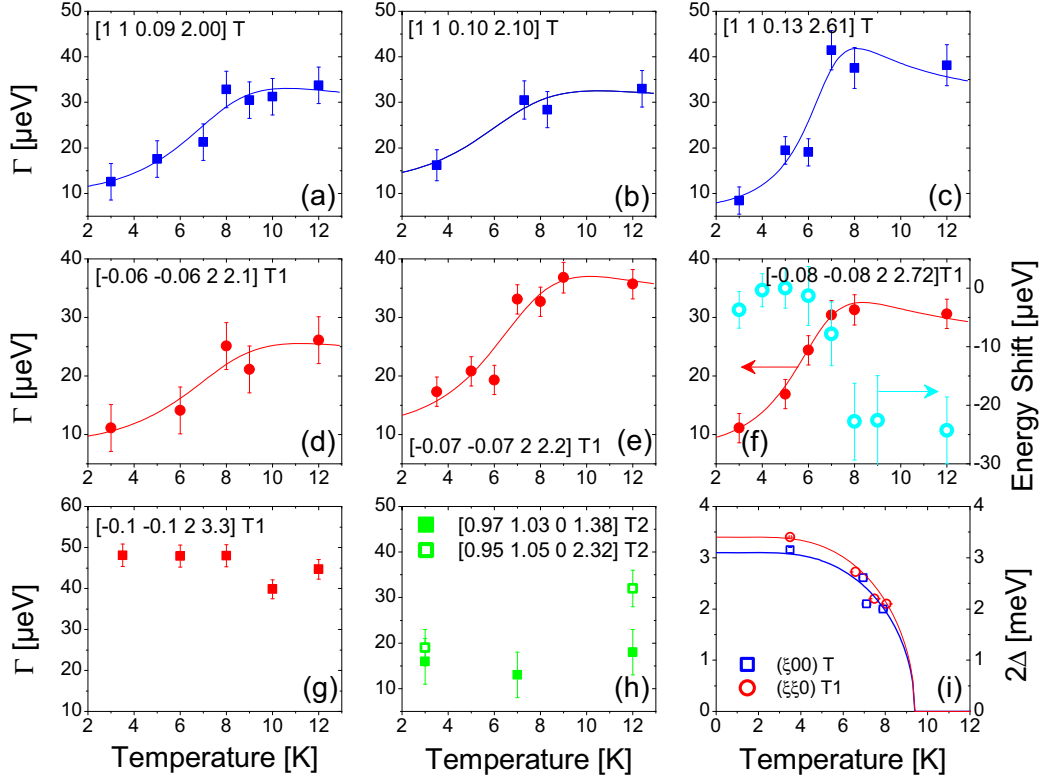 [1 1 0.09 2.00] T
[1 1 0.10 2.10] T
[1 1 0.13 2.61] T
50
40
30
20
10
Γ [µeV]
(a)
2 4 6 8 10 12
50
40
30
20
10
(b)
2 4 6 8 10 12
50
40
30
20
10
(c)
2 4 6 8 10 12
[-0.06 -0.06 2 2.1] T1
40
30
20
10
Γ [µeV]
(d)
2 4 6 8 10 12
40
30
20
10
[-0.07 -0.07 2 2.2] T1
(e)
2 4 6 8 10 12
[-0.08 -0.08 2 2.72]T1
40
30
20
10
(f)
0
-10
-20
-30
Energy Shift [µeV]
2 4 6 8 10 12
[-0.1 -0.1 2 3.3] T1
60
50
40
30
20
10
Γ [µeV]
(g)
2 4 6 8 10 12
Temperature [K]
[0.97 1.03 0 1.38] T2
[0.95 1.05 0 2.32] T2
50
40
30
20
10
(h)
2 4 6 8 10 12
Temperature [K]
4
3
2
1
0
(ξ00) T
(ξξ0) T1
(i)
4
3
2
1
0
2Δ [meV]
0 2 4 6 8 10 12
Temperature [K]